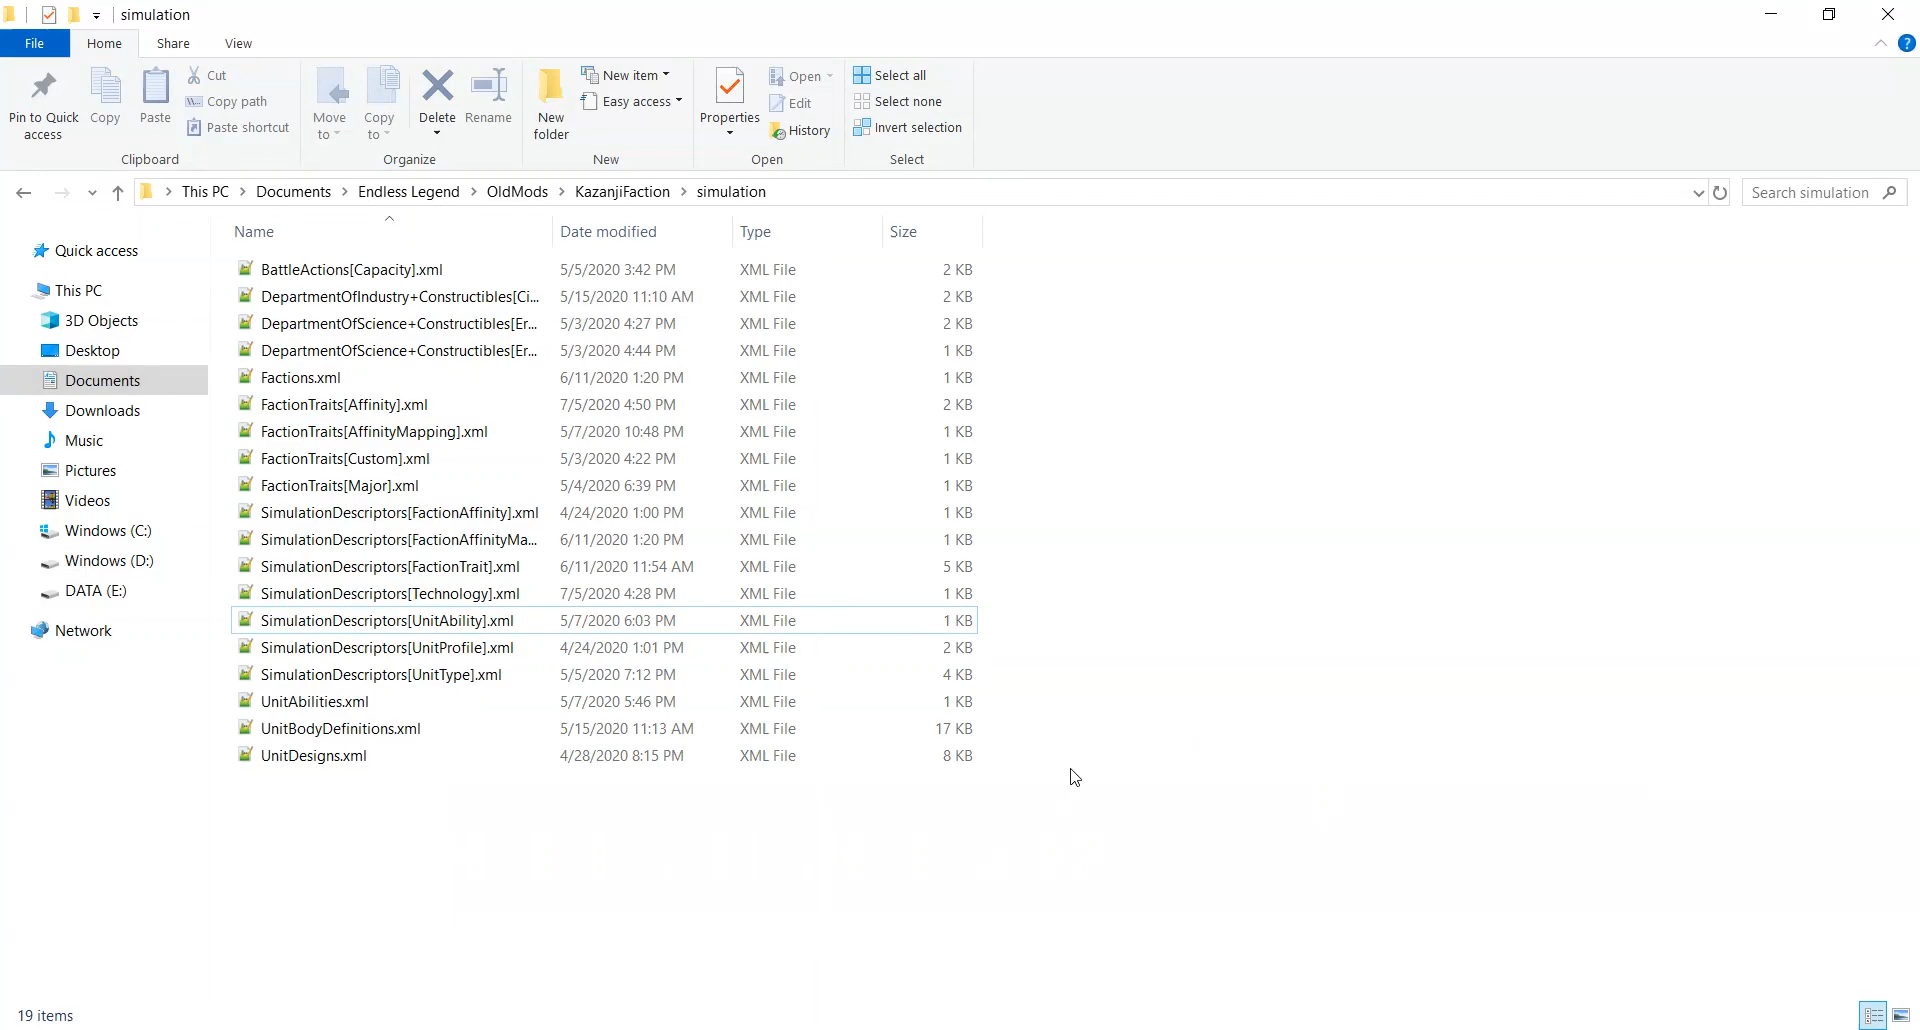 simulation
File Home Share View
Pin to Quick access
Copy
Paste
Cut
Copy path
Paste shortcut
Clipboard
Move to
Copy to
Delete
Rename
Organize
New folder
New item
Easy access
New
Properties
Open
Edit
History
Open
Select all
Select none
Invert selection
Select
This PC > Documents > Endless Legend > OldMods > KazanjiFaction > simulation
Search simulation
Quick access
This PC
3D Objects
Desktop
Documents
Downloads
Music
Pictures
Videos
Windows (C:)
Windows (D:)
DATA (E:)
Network
Name Date modified Type Size
BattleActions[Capacity].xml 5/5/2020 3:42 PM XML File 2 KB
DepartmentOfIndustry+Constructibles[Ci... 5/15/2020 11:10 AM XML File 2 KB
DepartmentOfScience+Constructibles[Er... 5/3/2020 4:27 PM XML File 2 KB
DepartmentOfScience+Constructibles[Er... 5/3/2020 4:44 PM XML File 1 KB
Factions.xml 6/11/2020 1:20 PM XML File 1 KB
FactionTraits[Affinity].xml 7/5/2020 4:50 PM XML File 2 KB
FactionTraits[AffinityMapping].xml 5/7/2020 10:48 PM XML File 1 KB
FactionTraits[Custom].xml 5/3/2020 4:22 PM XML File 1 KB
FactionTraits[Major].xml 5/4/2020 6:39 PM XML File 1 KB
SimulationDescriptors[FactionAffinity].xml 4/24/2020 1:00 PM XML File 1 KB
SimulationDescriptors[FactionAffinityMa... 6/11/2020 1:20 PM XML File 1 KB
SimulationDescriptors[FactionTrait].xml 6/11/2020 11:54 AM XML File 5 KB
SimulationDescriptors[Technology].xml 7/5/2020 4:28 PM XML File 1 KB
SimulationDescriptors[UnitAbility].xml 5/7/2020 6:03 PM XML File 1 KB
SimulationDescriptors[UnitProfile].xml 4/24/2020 1:01 PM XML File 2 KB
SimulationDescriptors[UnitType].xml 5/5/2020 7:12 PM XML File 4 KB
UnitAbilities.xml 5/7/2020 5:46 PM XML File 1 KB
UnitBodyDefinitions.xml 5/15/2020 11:13 AM XML File 17 KB
UnitDesigns.xml 4/28/2020 8:15 PM XML File 8 KB
19 items